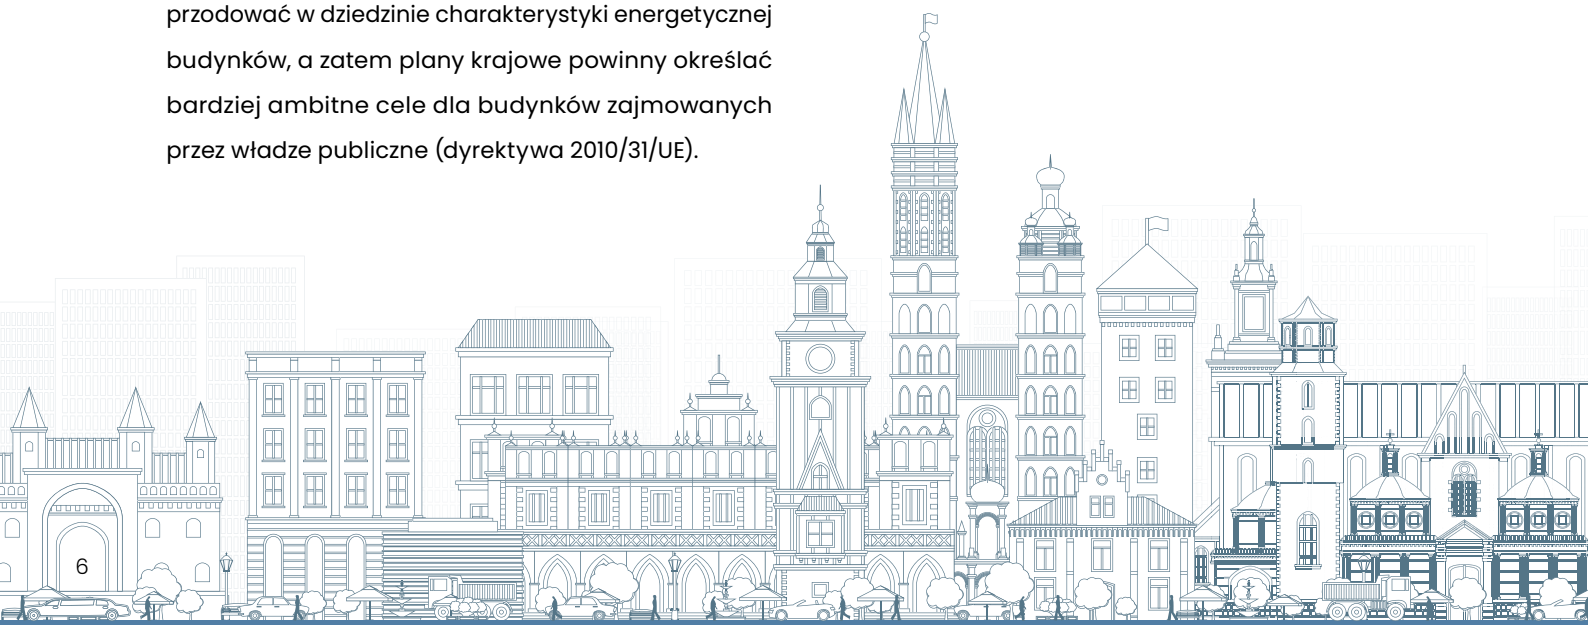 przodować w dziedzinie charakterystyki energetycznej
budynków, a zatem plany krajowe powinny określać
bardziej ambitne cele dla budynków zajmowanych
przez władze publiczne (dyrektywa 2010/31/UE).
6